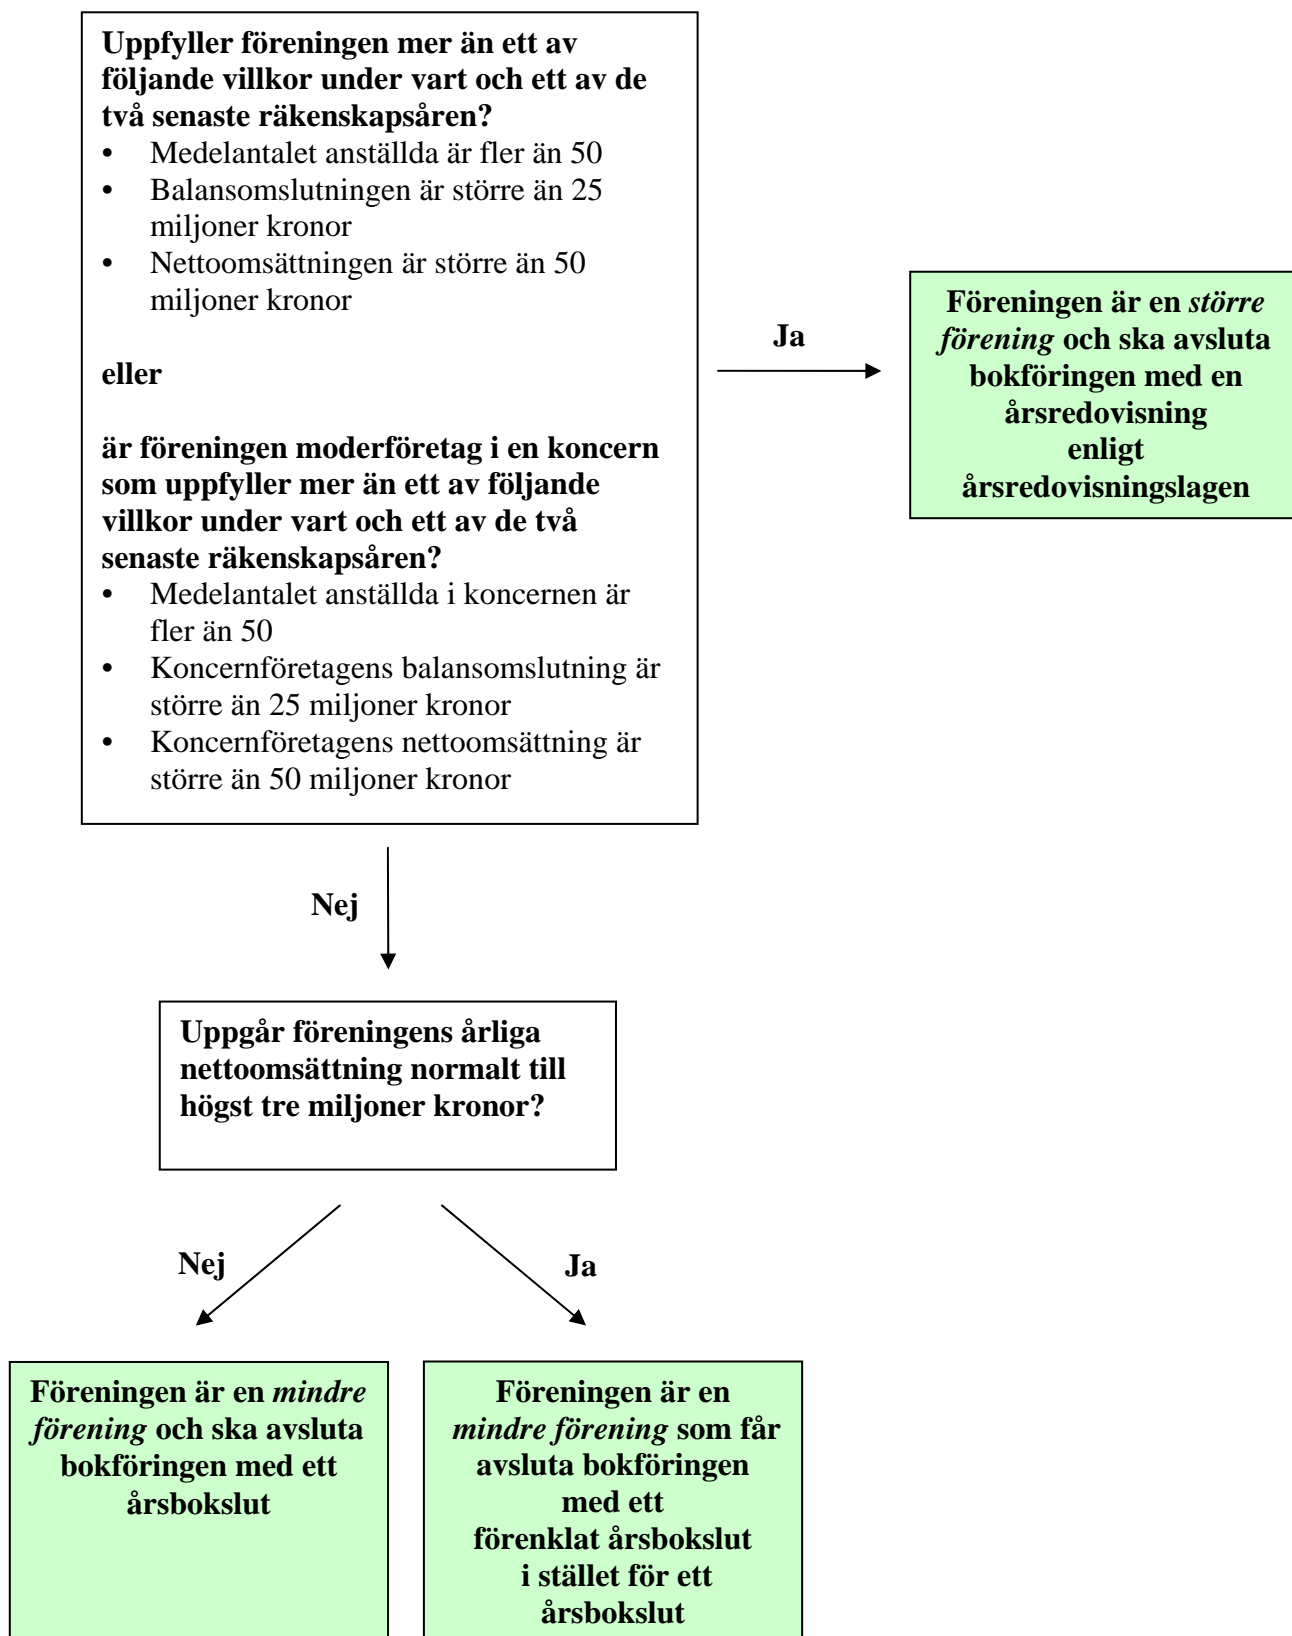 Uppfyller föreningen mer än ett av
följande villkor under vart och ett av de
två senaste räkenskapsåren?
• Medelantalet anställda är fler än 50
• Balansomslutningen är större än 25
miljoner kronor
• Nettoomsättningen är större än 50
miljoner kronor
eller
är föreningen moderföretag i en koncern
som uppfyller mer än ett av följande
villkor under vart och ett av de två
senaste räkenskapsåren?
• Medelantalet anställda i koncernen är
fler än 50
• Koncernföretagens balansomslutning är
större än 25 miljoner kronor
• Koncernföretagens nettoomsättning är
större än 50 miljoner kronor
Ja
Föreningen är en större
förening och ska avsluta
bokföringen med en
årsredovisning
enligt
årsredovisningslagen
Nej
Uppgår föreningens årliga
nettoomsättning normalt till
högst tre miljoner kronor?
Nej
Ja
Föreningen är en mindre
förening och ska avsluta
bokföringen med ett
årsbokslut
Föreningen är en
mindre förening som får
avsluta bokföringen
med ett
förenklat årsbokslut
i stället för ett
årsbokslut